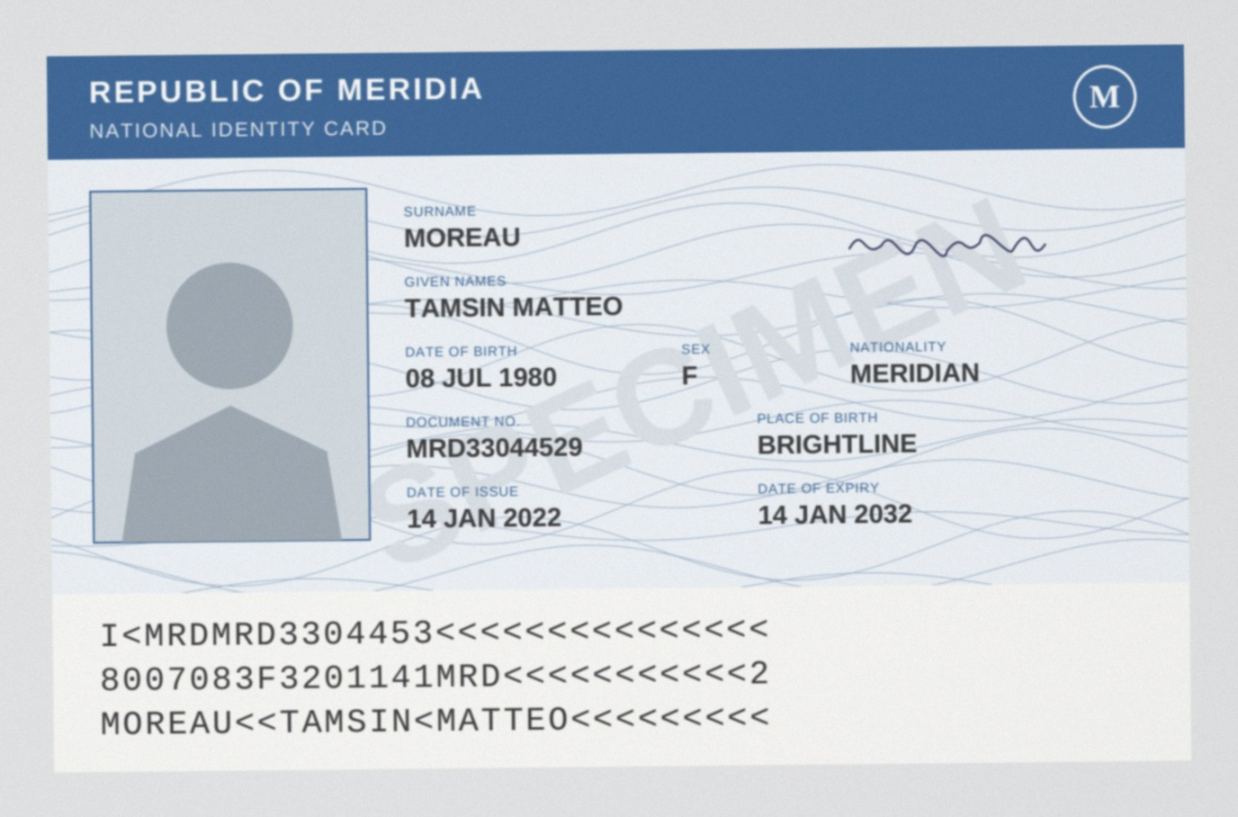 REPUBLIC OF MERIDIA
NATIONAL IDENTITY CARD
M
SURNAME
MOREAU
GIVEN NAMES
TAMSIN MATTEO
DATE OF BIRTH
08 JUL 1980
SEX
F
NATIONALITY
MERIDIAN
DOCUMENT NO.
MRD33044529
PLACE OF BIRTH
BRIGHTLINE
DATE OF ISSUE
14 JAN 2022
DATE OF EXPIRY
14 JAN 2032
SPECIMEN
I<MRDMRD3304453<<<<<<<<<<<<<<<
8007083F3201141MRD<<<<<<<<<<<2
MOREAU<<TAMSIN<MATTEO<<<<<<<<<